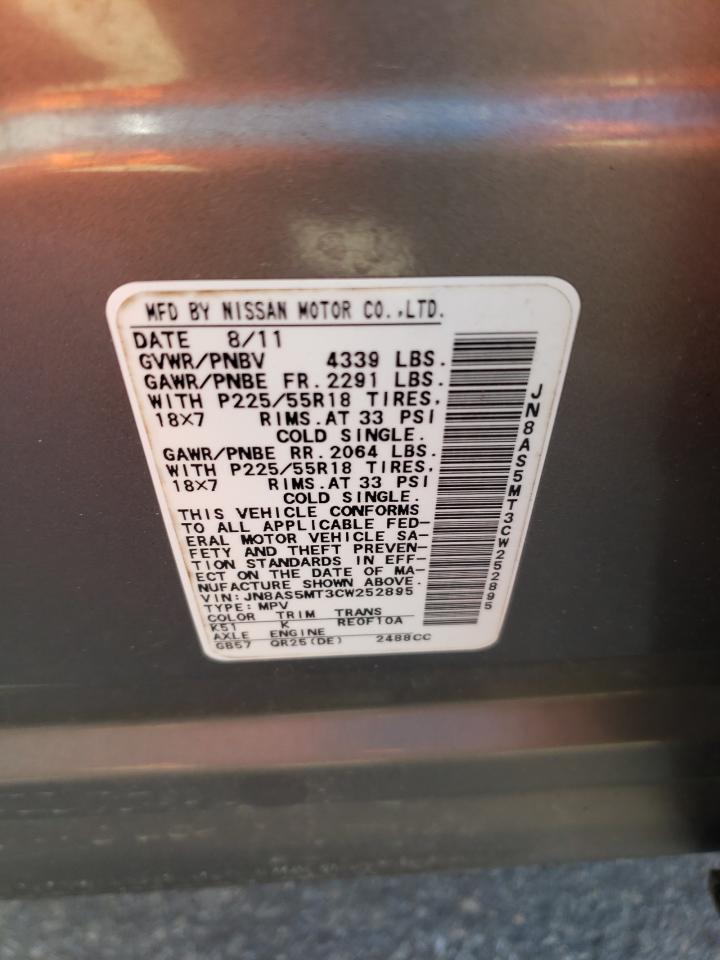 MFD BY NISSAN MOTOR CO.,LTD.
DATE 8/11
GVWR/PNBV 4339 LBS.
GAWR/PNBE FR. 2291 LBS.
WITH P225/55R18 TIRES,
18X7 RIMS.AT 33 PSI
COLD SINGLE.
GAWR/PNBE RR. 2064 LBS.
WITH P225/55R18 TIRES,
18X7 RIMS.AT 33 PSI
COLD SINGLE.
THIS VEHICLE CONFORMS
TO ALL APPLICABLE FED-
ERAL MOTOR VEHICLE SA-
FETY AND THEFT PREVEN-
TION STANDARDS IN EFF-
ECT ON THE DATE OF MA-
NUFACTURE SHOWN ABOVE.
VIN: JN8AS5MT3CW252895
TYPE: MPV
COLOR TRIM TRANS
K51 K RE0F10A
AXLE ENGINE
GB57 QR25(DE) 2488CC
JN8AS5MT3CW252895